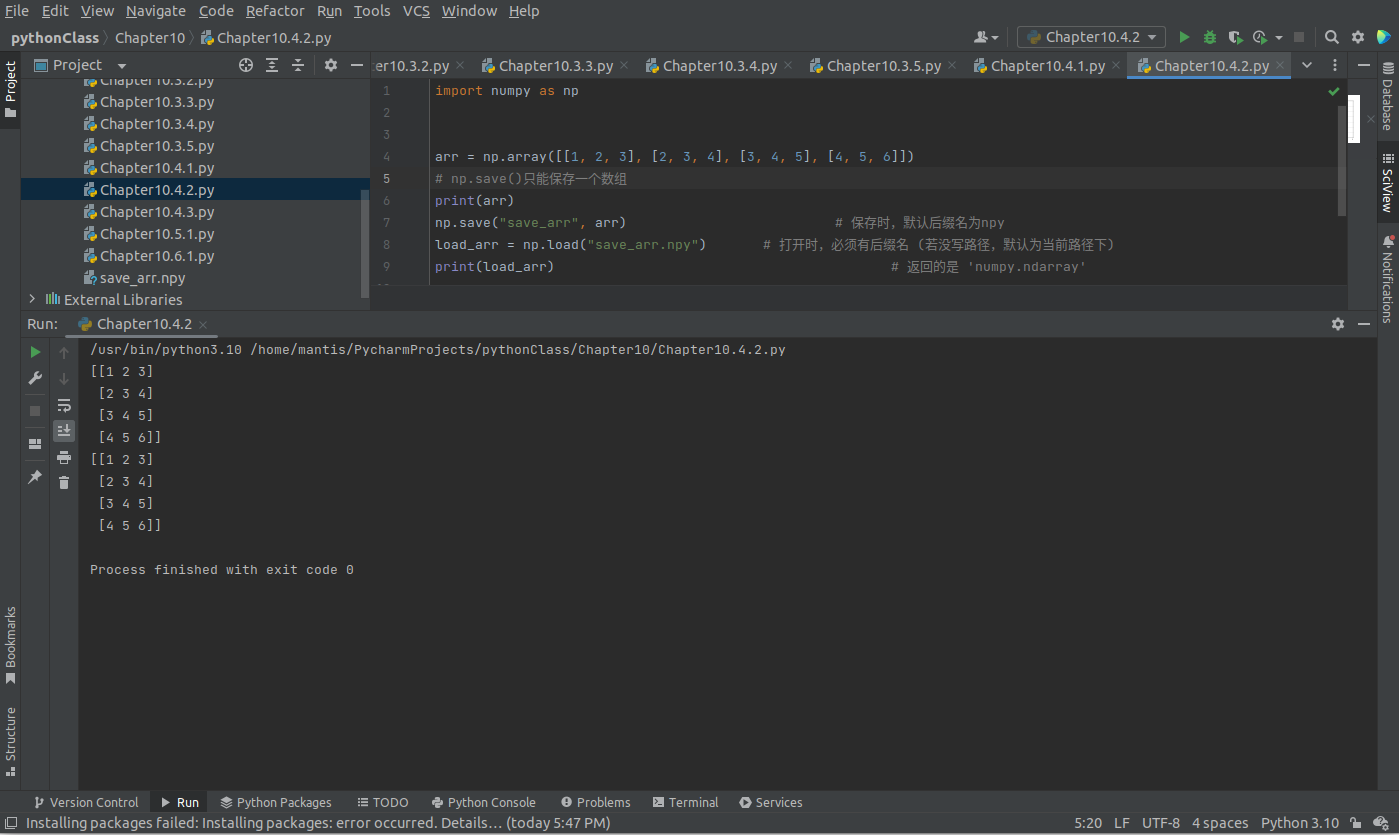 File Edit View Navigate Code Refactor Run Tools VCS Window Help
pythonClass Chapter10 Chapter10.4.2.py
Chapter10.4.2
Project
er10.3.2.py Chapter10.3.3.py Chapter10.3.4.py Chapter10.3.5.py Chapter10.4.1.py Chapter10.4.2.py
Project
Chapter10.3.2.py
Chapter10.3.3.py
Chapter10.3.4.py
Chapter10.3.5.py
Chapter10.4.1.py
Chapter10.4.2.py
Chapter10.4.3.py
Chapter10.5.1.py
Chapter10.6.1.py
save_arr.npy
External Libraries
1 import numpy as np
2
3
4 arr = np.array([[1, 2, 3], [2, 3, 4], [3, 4, 5], [4, 5, 6]])
5 # np.save()只能保存一个数组
6 print(arr)
7 np.save("save_arr", arr) # 保存时，默认后缀名为npy
8 load_arr = np.load("save_arr.npy") # 打开时，必须有后缀名（若没写路径，默认为当前路径下）
9 print(load_arr) # 返回的是 'numpy.ndarray'
Database
SciView
Notifications
Run: Chapter10.4.2
/usr/bin/python3.10 /home/mantis/PycharmProjects/pythonClass/Chapter10/Chapter10.4.2.py
[[1 2 3]
[2 3 4]
[3 4 5]
[4 5 6]]
[[1 2 3]
[2 3 4]
[3 4 5]
[4 5 6]]
Process finished with exit code 0
Bookmarks
Structure
Version Control Run Python Packages TODO Python Console Problems Terminal Services
Installing packages failed: Installing packages: error occurred. Details... (today 5:47 PM) 5:20 LF UTF-8 4 spaces Python 3.10